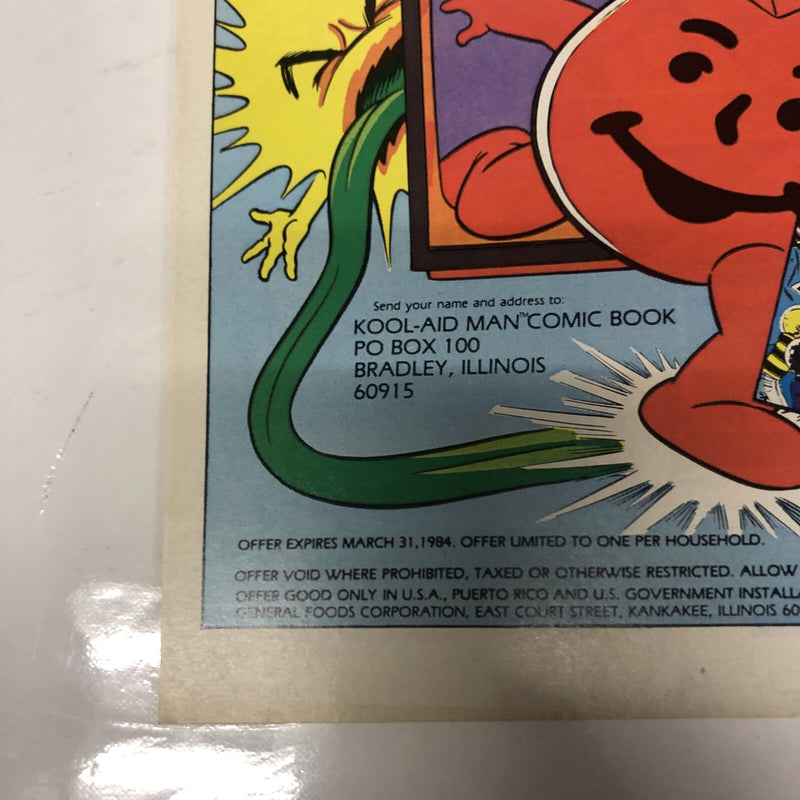 Send your name and address to:
KOOL-AID MAN™ COMIC BOOK
PO BOX 100
BRADLEY, ILLINOIS
60915
OFFER EXPIRES MARCH 31,1984. OFFER LIMITED TO ONE PER HOUSEHOLD.
OFFER VOID WHERE PROHIBITED, TAXED OR OTHERWISE RESTRICTED. ALLOW
OFFER GOOD ONLY IN U.S.A., PUERTO RICO AND U.S. GOVERNMENT INSTALLA
GENERAL FOODS CORPORATION, EAST COURT STREET, KANKAKEE, ILLINOIS 60